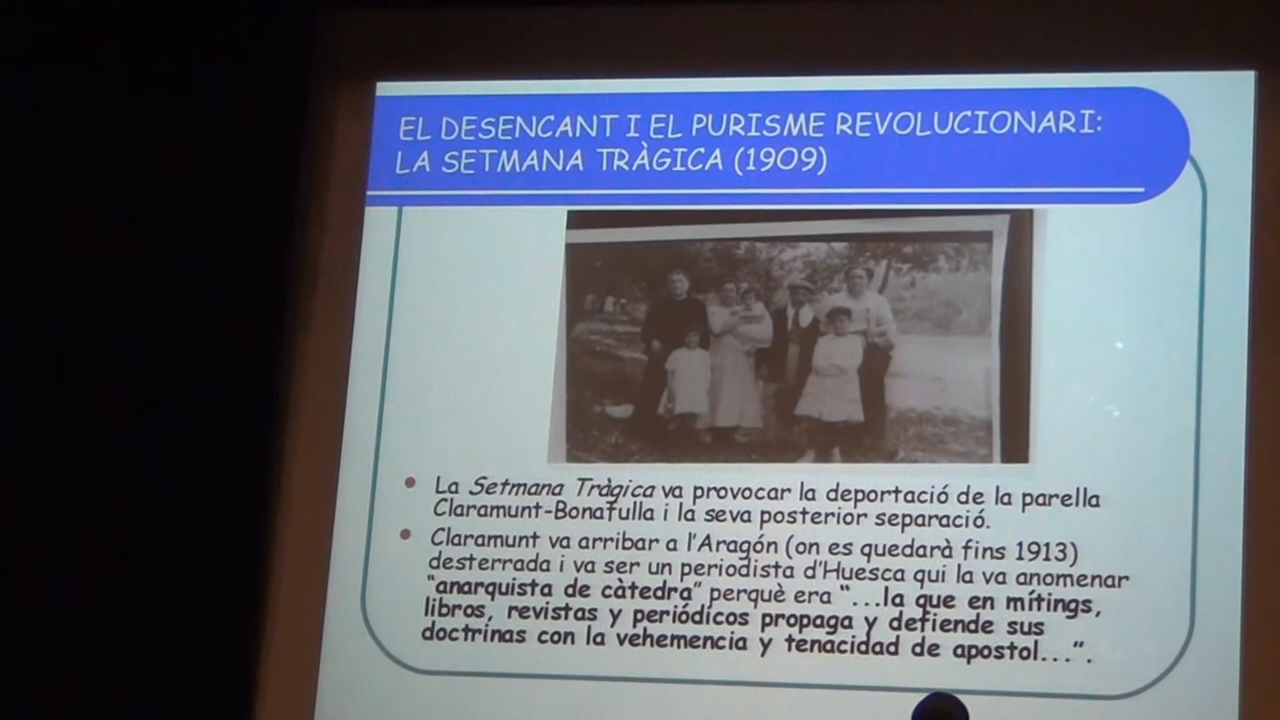 EL DESENCANT I EL PURISME REVOLUCIONARI:
LA SETMANA TRÀGICA (1909)
• La Setmana Tràgica va provocar la deportació de la parella
Claramunt-Bonafulla i la seva posterior separació.
• Claramunt va arribar a l'Aragón (on es quedarà fins 1913)
desterrada i va ser un periodista d'Huesca qui la va anomenar
"anarquista de càtedra" perquè era "...la que en mítings,
libros, revistas y periódicos propaga y defiende sus
doctrinas con la vehemencia y tenacidad de apostol...".